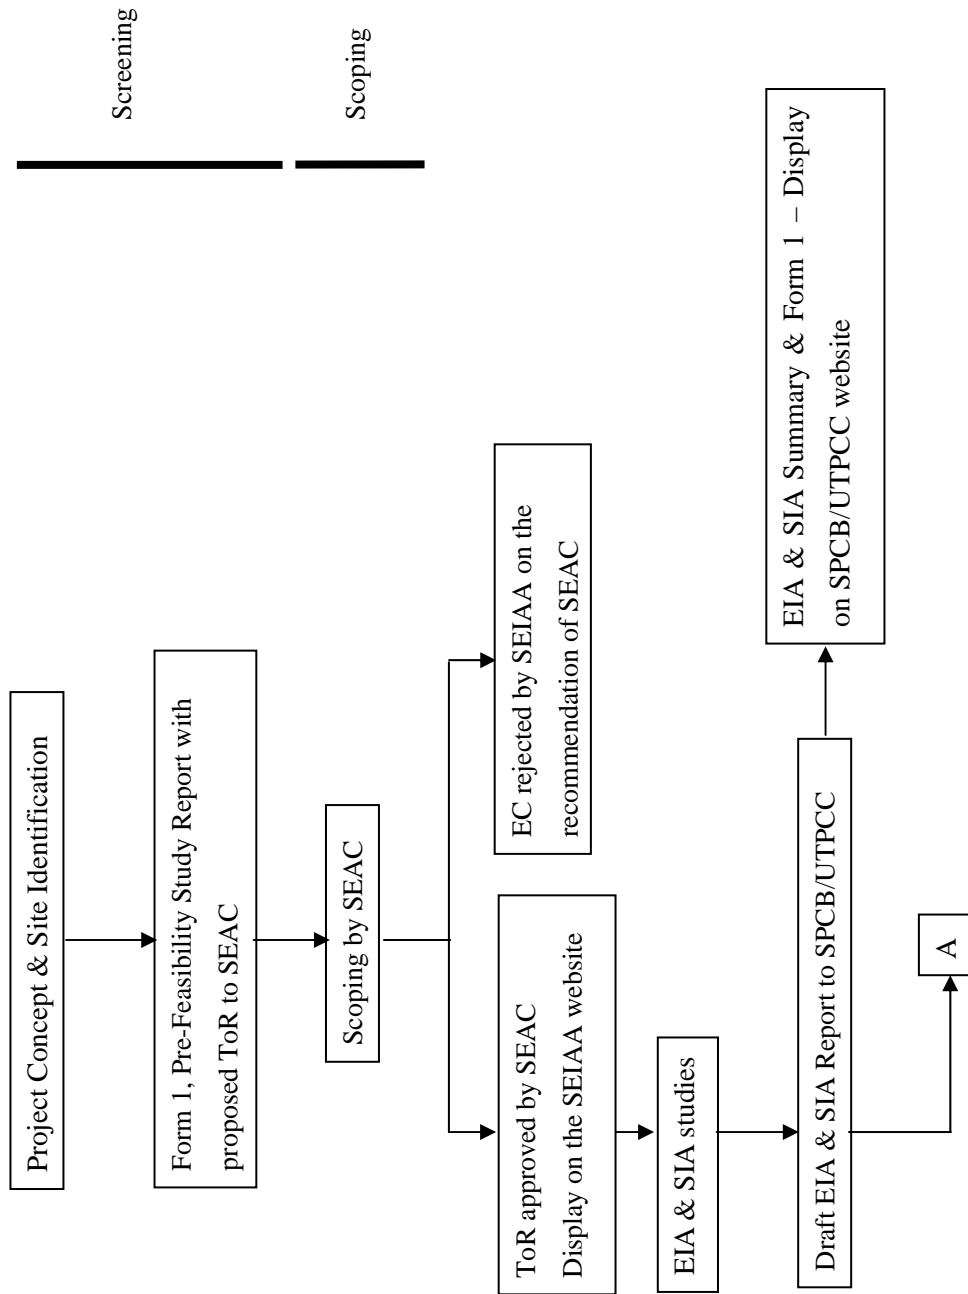 Screening
Scoping
Project Concept & Site Identification
Form 1, Pre-Feasibility Study Report with
proposed ToR to SEAC
Scoping by SEAC
ToR approved by SEAC
Display on the SEIAA website
EC rejected by SEIAA on the
recommendation of SEAC
EIA & SIA studies
Draft EIA & SIA Report to SPCB/UTPCC
EIA & SIA Summary & Form 1 – Display
on SPCB/UTPCC website
A